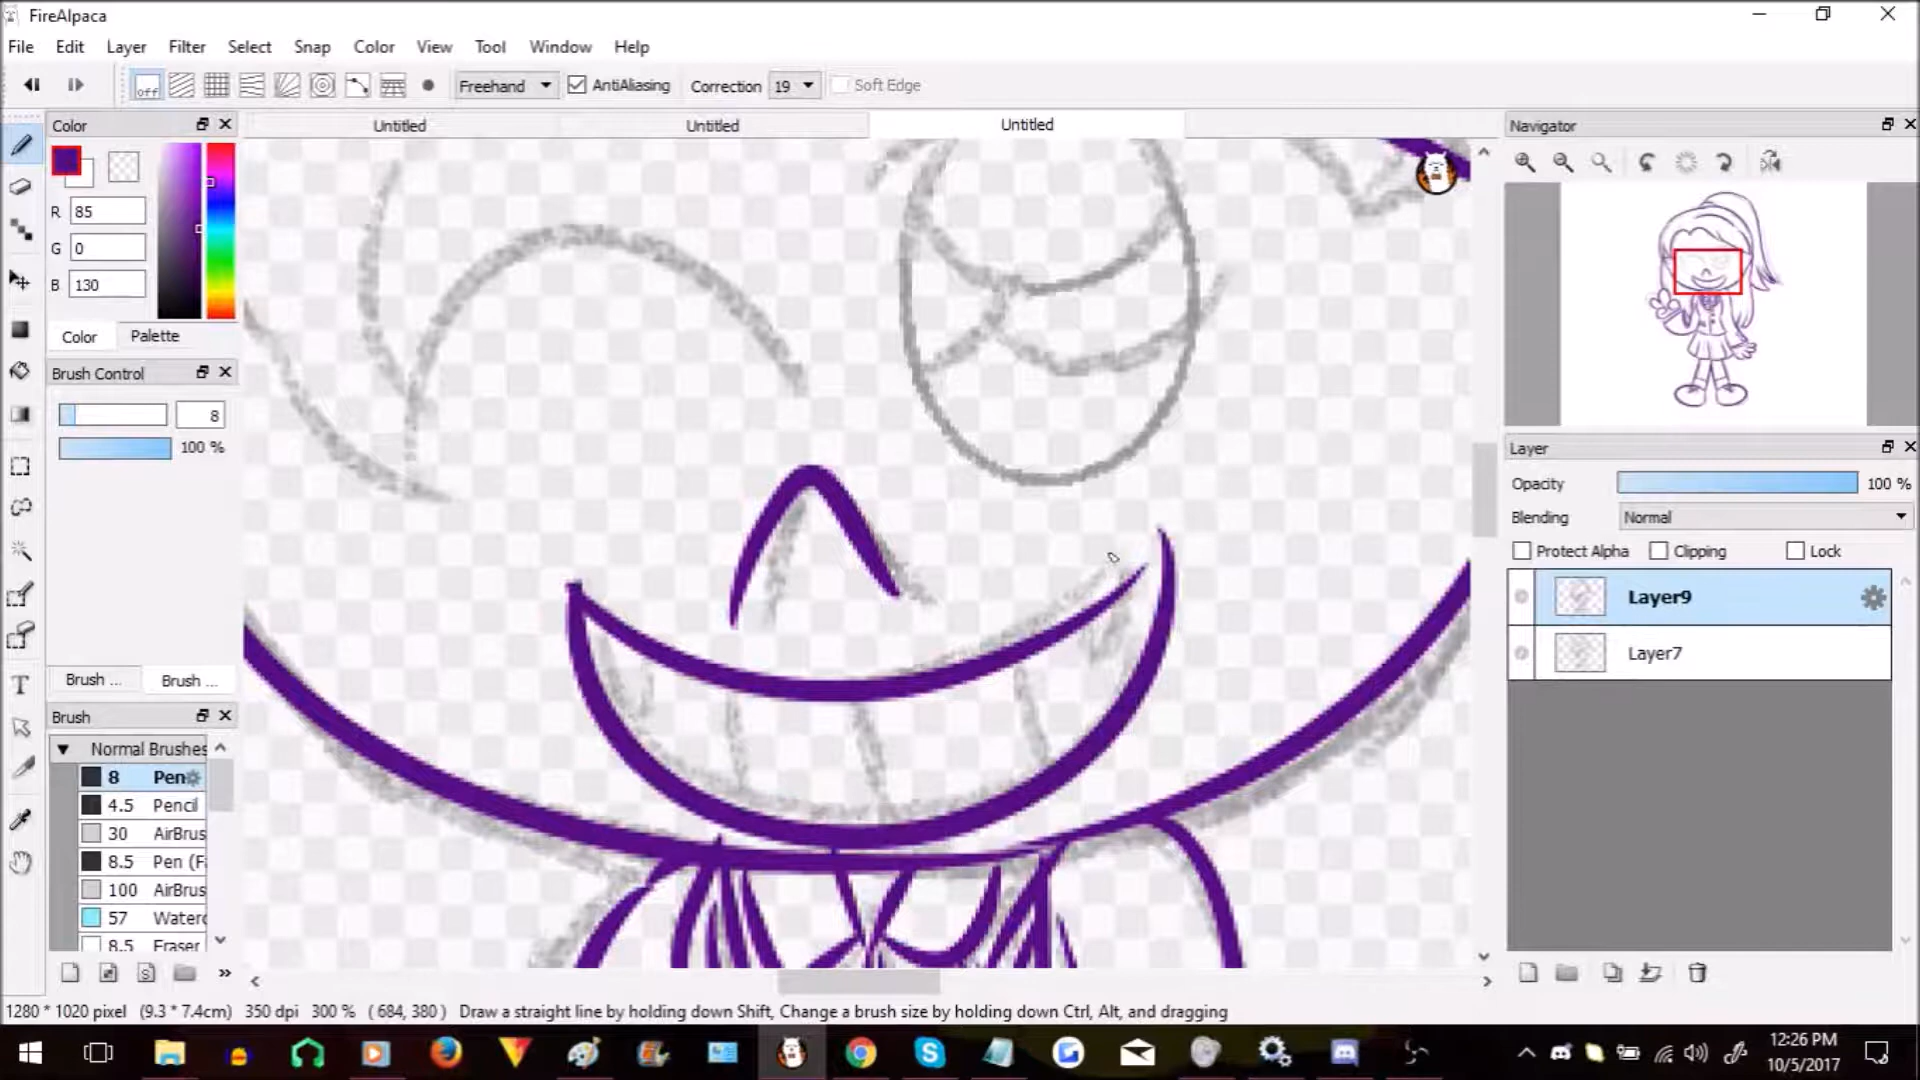 FireAlpaca
File Edit Layer Filter Select Snap Color View Tool Window Help
off Freehand AntiAliasing Correction 19 Soft Edge
Color
Untitled Untitled Untitled
Navigator
R 85
G 0
B 130
Color Palette
Brush Control
8
100 %
Layer
Opacity 100 %
Blending Normal
Protect Alpha Clipping Lock
Layer9
Layer7
Brush ... Brush ...
Brush
Normal Brushes
8 Pen
4.5 Pencil
30 AirBrus
8.5 Pen (F
100 AirBrus
57 Waterc
8.5 Eraser
1280 * 1020 pixel (9.3 * 7.4cm) 350 dpi 300 % ( 684, 380 ) Draw a straight line by holding down Shift, Change a brush size by holding down Ctrl, Alt, and dragging
12:26 PM
10/5/2017